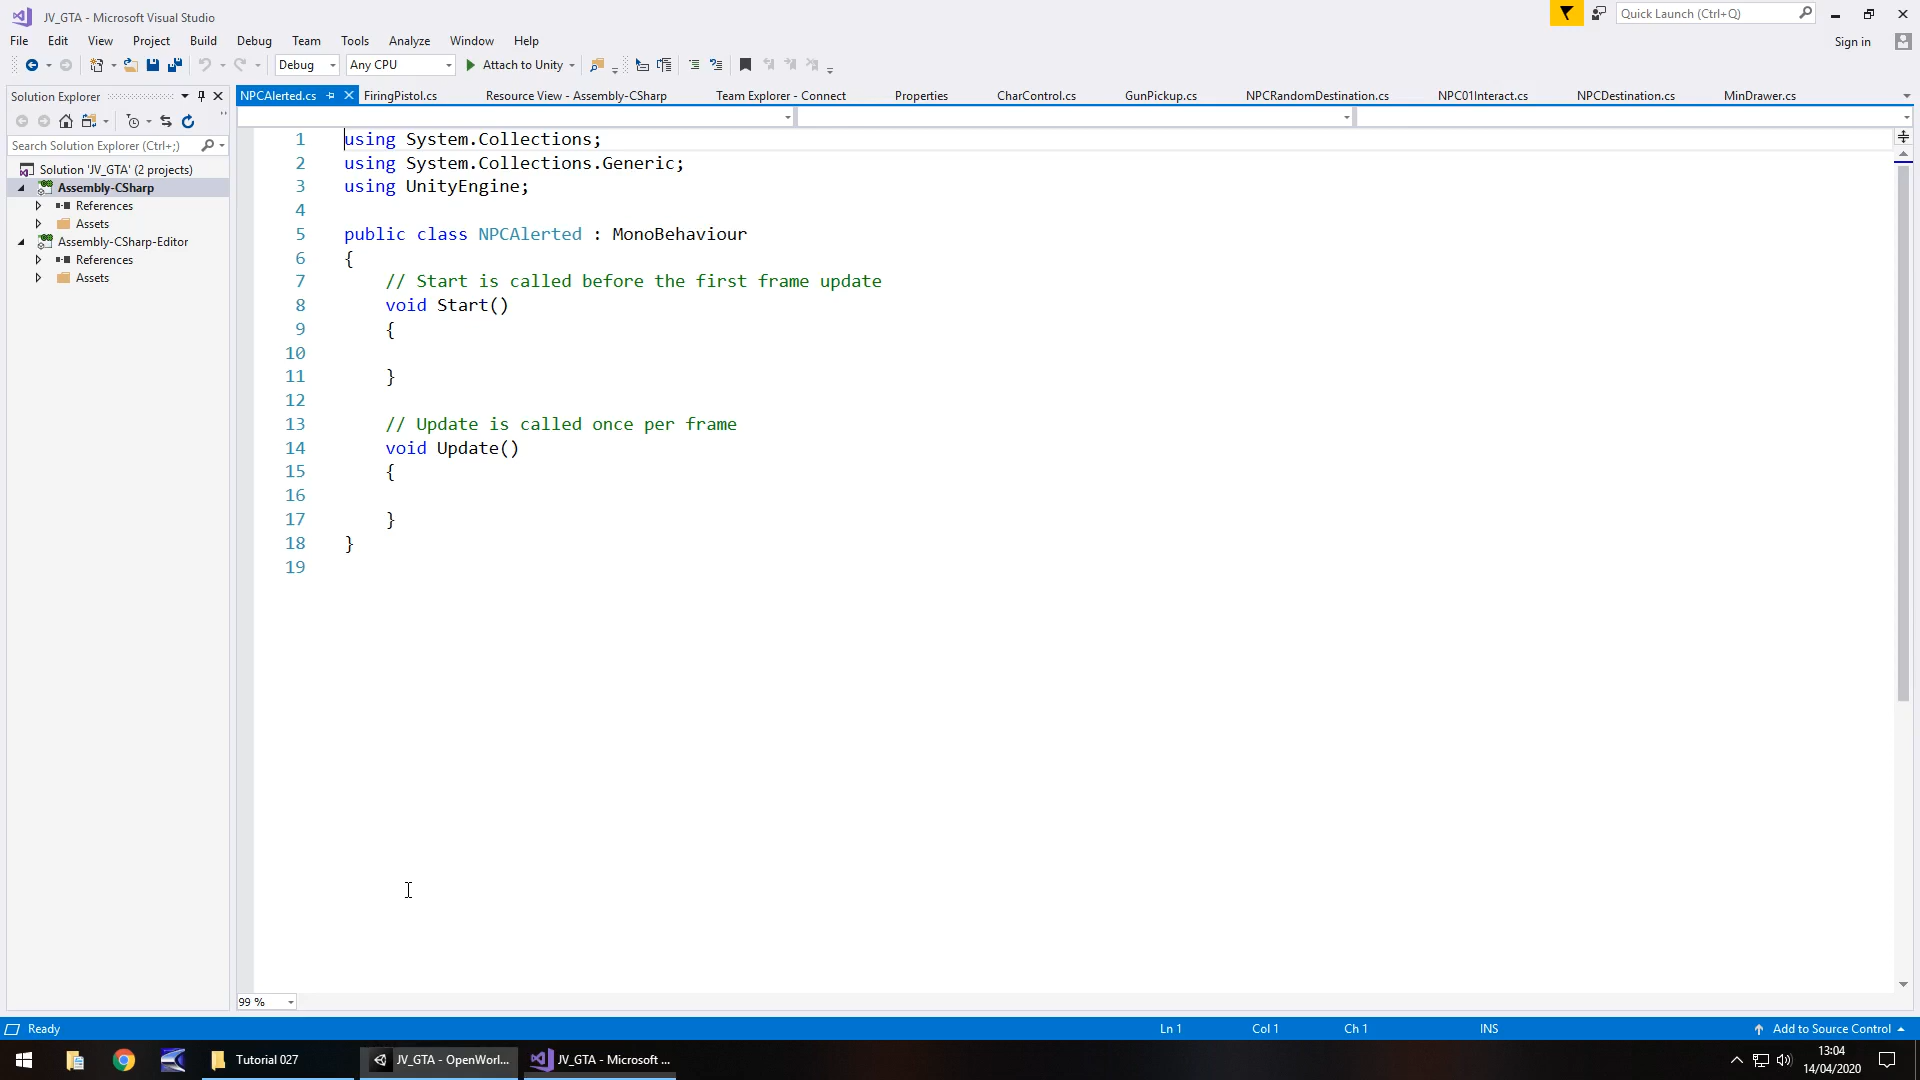 JV_GTA - Microsoft Visual Studio
Quick Launch (Ctrl+Q)
File Edit View Project Build Debug Team Tools Analyze Window Help
Sign in
Debug Any CPU Attach to Unity
Solution Explorer
NPCAlerted.cs FiringPistol.cs Resource View - Assembly-CSharp Team Explorer - Connect Properties CharControl.cs GunPickup.cs NPCRandomDestination.cs NPC01Interact.cs NPCDestination.cs MinDrawer.cs
Search Solution Explorer (Ctrl+;)
Solution 'JV_GTA' (2 projects)
Assembly-CSharp
References
Assets
Assembly-CSharp-Editor
References
Assets
1 using System.Collections;
2 using System.Collections.Generic;
3 using UnityEngine;
4
5 public class NPCAlerted : MonoBehaviour
6 {
7 // Start is called before the first frame update
8 void Start()
9 {
10
11 }
12
13 // Update is called once per frame
14 void Update()
15 {
16
17 }
18 }
19
99 %
Ready Ln 1 Col 1 Ch 1 INS Add to Source Control
Tutorial 027 JV_GTA - OpenWorl... JV_GTA - Microsoft ...
13:04
14/04/2020